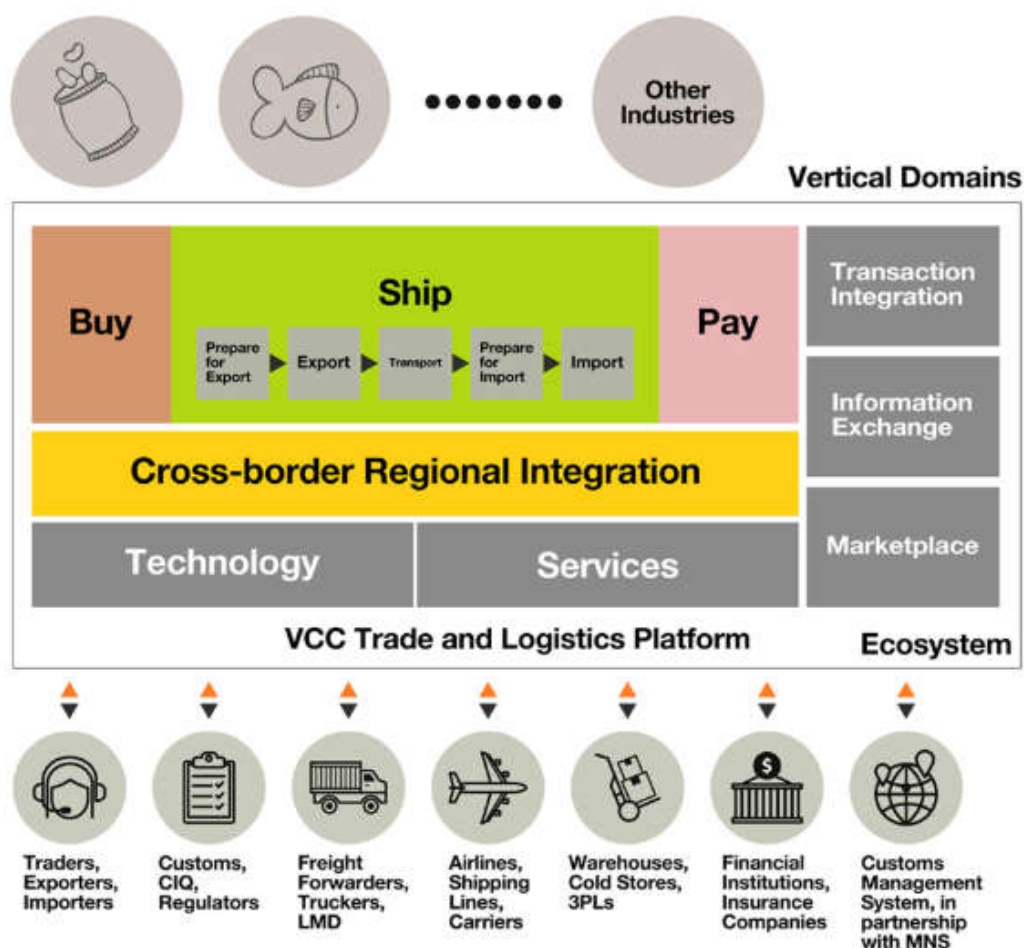 Other
Industries
Vertical Domains
Buy
Ship
Prepare
for
Export
Export
Transport
Prepare
for
Import
Import
Pay
Transaction
Integration
Information
Exchange
Marketplace
Cross-border Regional Integration
Technology
Services
VCC Trade and Logistics Platform
Ecosystem
$
Traders,
Exporters,
Importers
Customs,
CIQ,
Regulators
Freight
Forwarders,
Truckers,
LMD
Airlines,
Shipping
Lines,
Carriers
Warehouses,
Cold Stores,
3PLs
Financial
Institutions,
Insurance
Companies
Customs
Management
System, in
partnership
with MNS